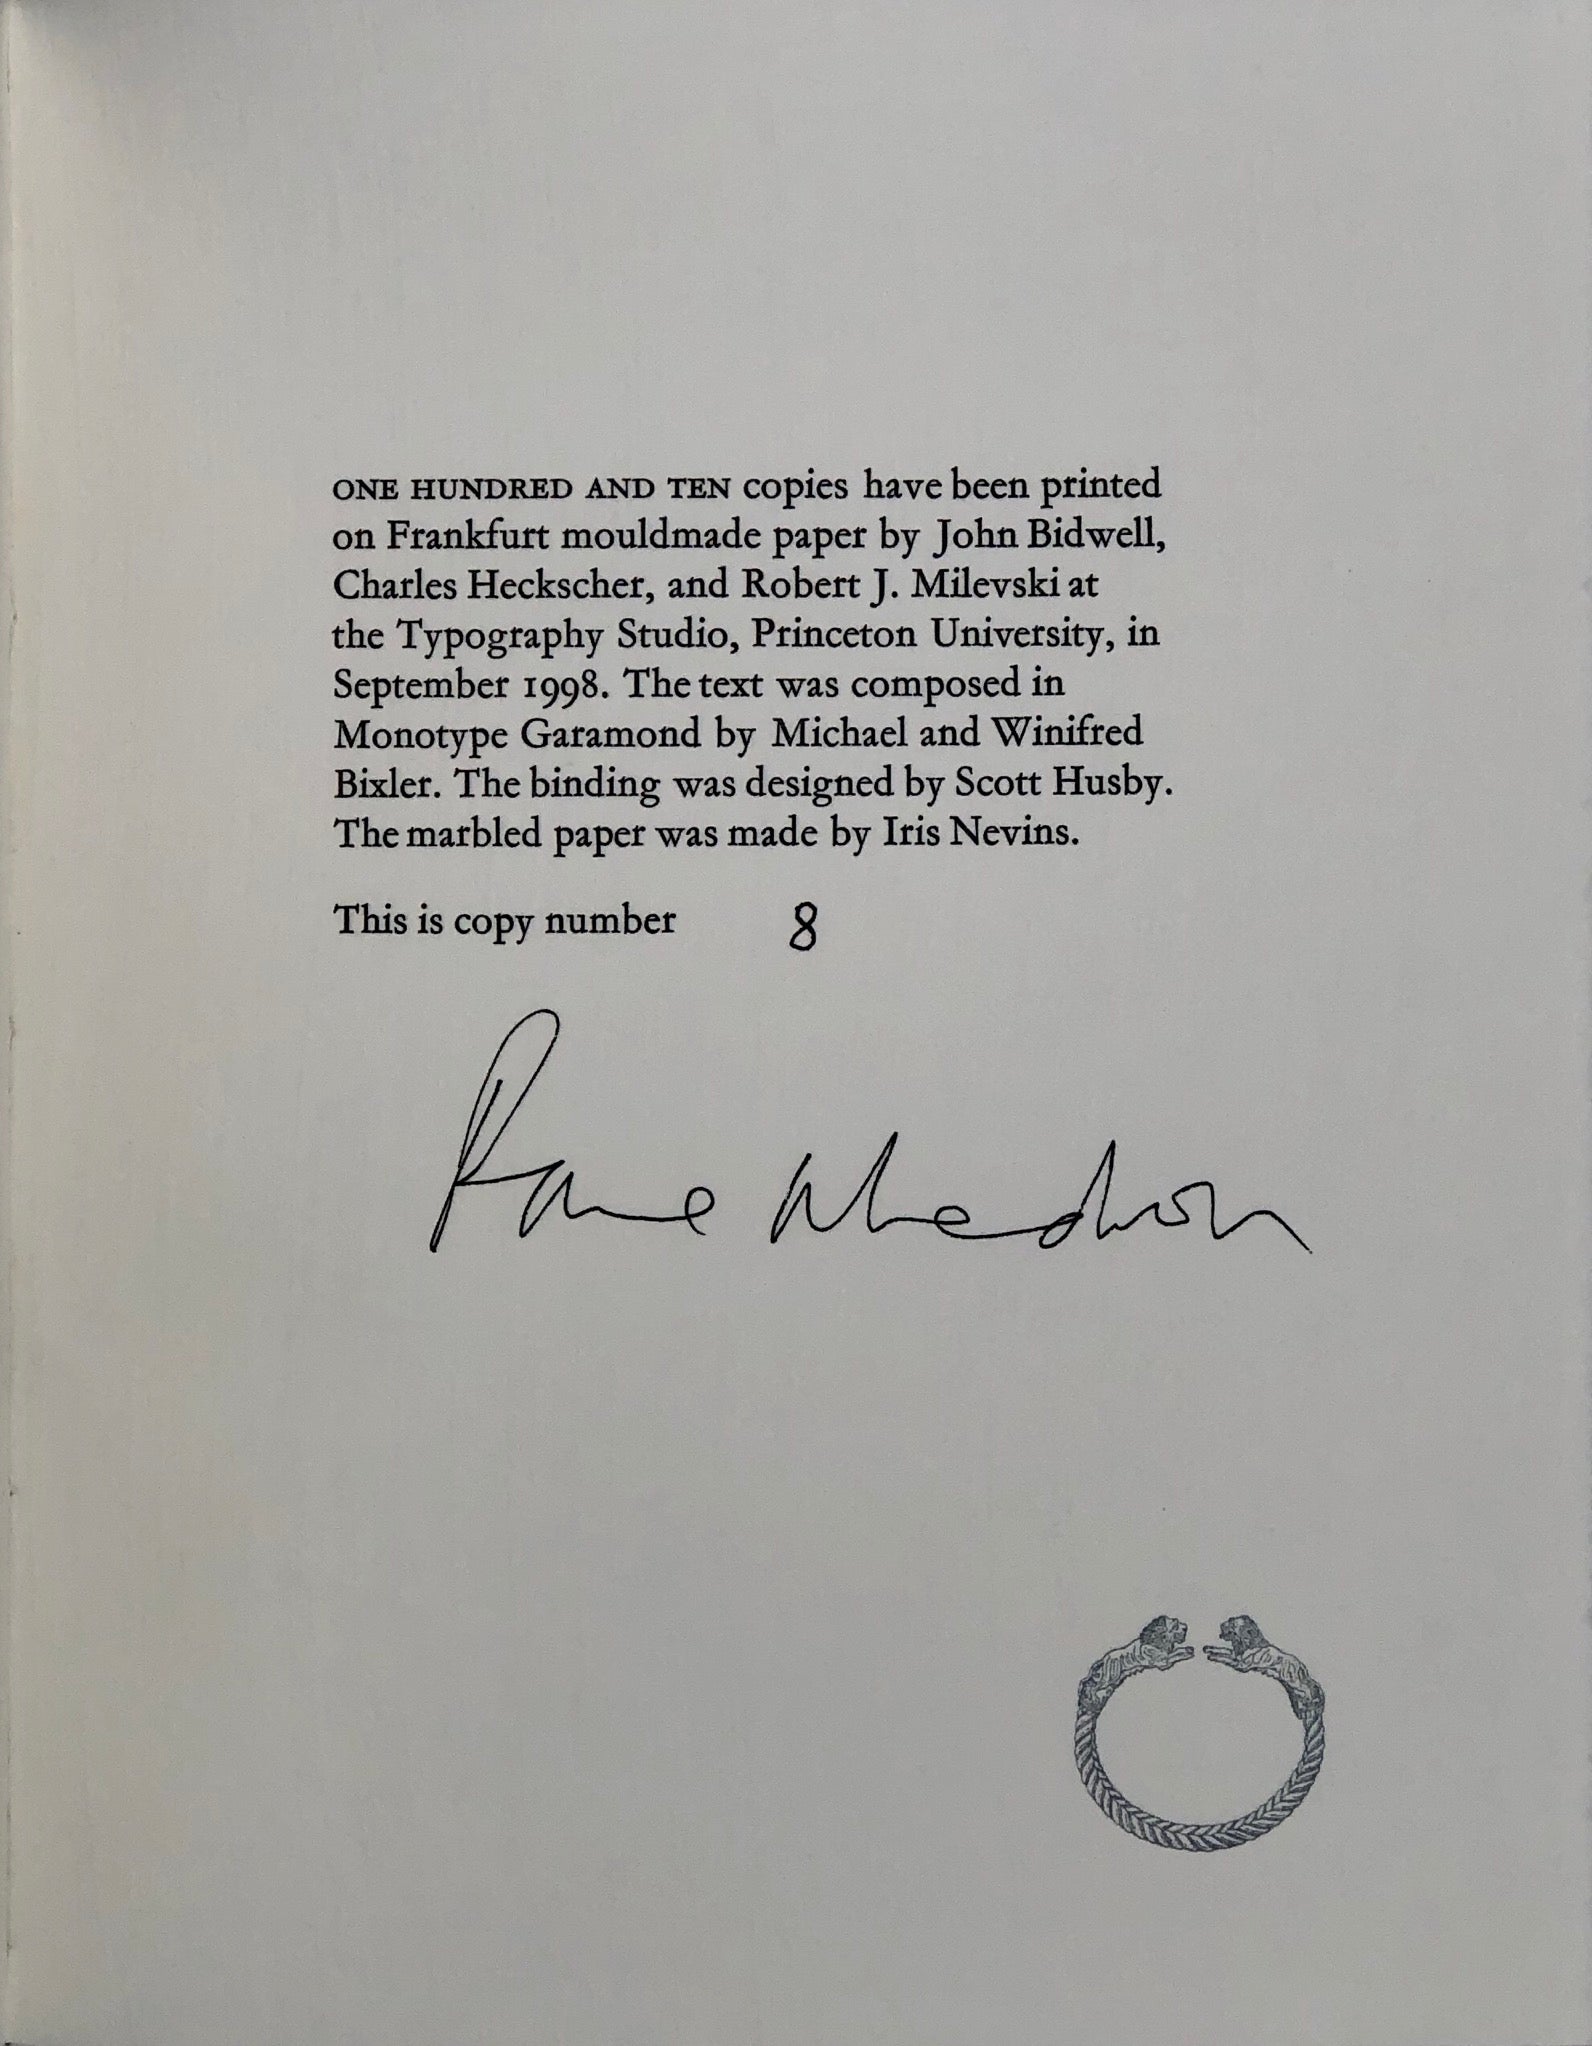 ONE HUNDRED AND TEN copies have been printed
on Frankfurt mouldmade paper by John Bidwell,
Charles Heckscher, and Robert J. Milevski at
the Typography Studio, Princeton University, in
September 1998. The text was composed in
Monotype Garamond by Michael and Winifred
Bixler. The binding was designed by Scott Husby.
The marbled paper was made by Iris Nevins.
This is copy number 8